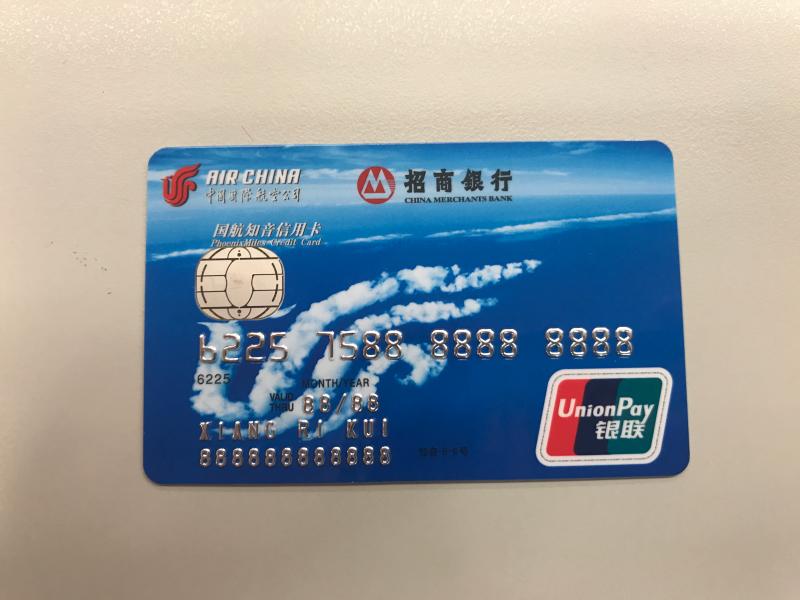 AIR CHINA
中国国际航空公司
招商银行
CHINA MERCHANTS BANK
国航知音信用卡
PhoenixMiles Credit Card
6225 7588 8888 8888
6225
MONTH/YEAR
VALID THRU 88/88
XIANG RI KUI
888888888888
UnionPay
银联